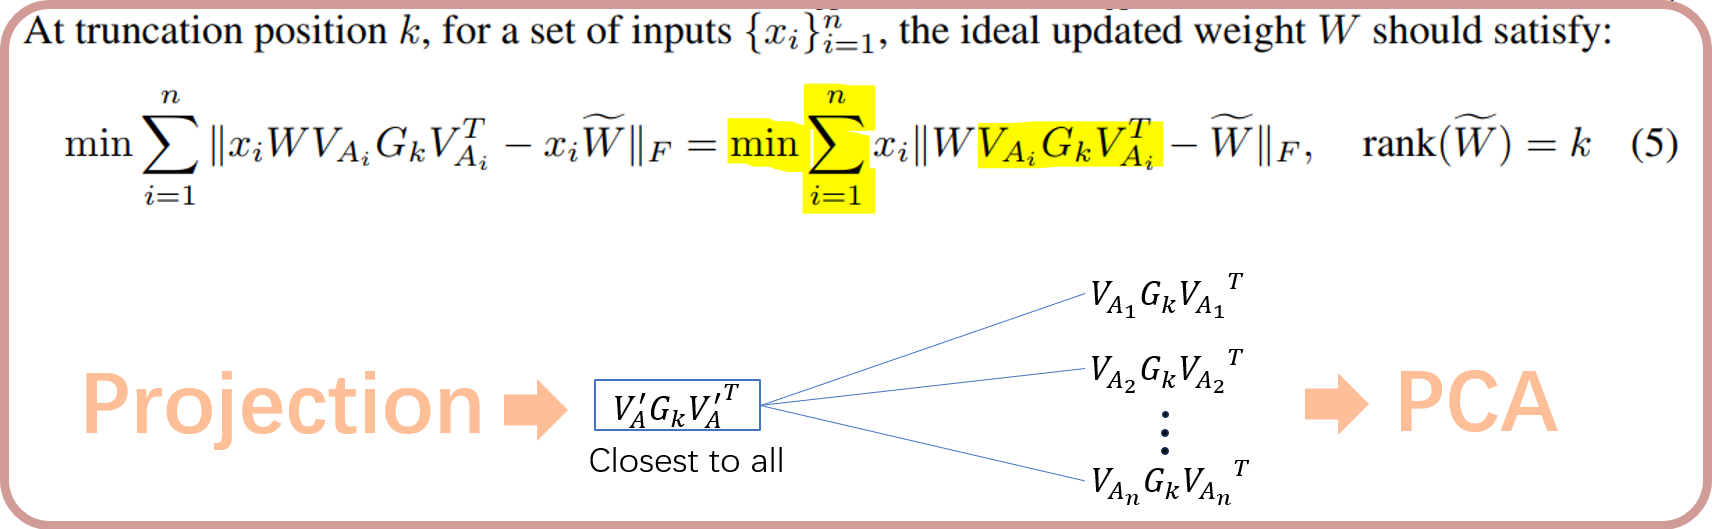 At truncation position k, for a set of inputs {x_i}_{i=1}^n, the ideal updated weight W should satisfy:
min \sum_{i=1}^{n} \|x_i W V_{A_i} G_k V_{A_i}^T - x_i \widetilde{W}\|_F = min \sum_{i=1}^{n} x_i \|W V_{A_i} G_k V_{A_i}^T - \widetilde{W}\|_F, rank(\widetilde{W}) = k (5)
V_{A_1} G_k V_{A_1}^T
V_{A_2} G_k V_{A_2}^T
Projection
V_A' G_k V_A'^T
PCA
Closest to all
V_{A_n} G_k V_{A_n}^T